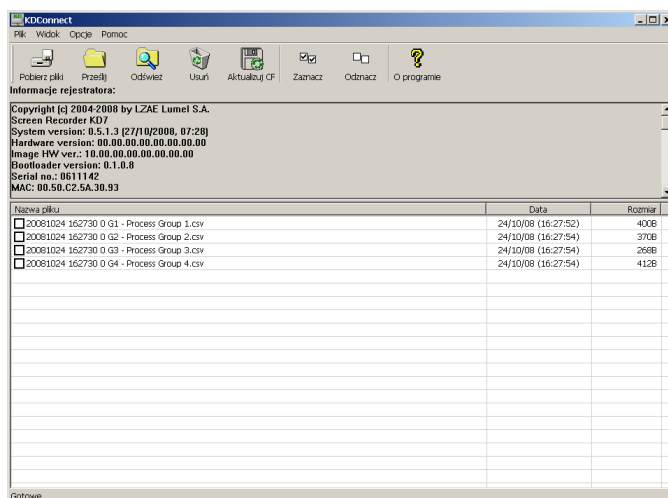 KDConnect
Plik Widok Opcje Pomoc
Pobierz pliki Prześlij Odśwież Usuń Aktualizuj CF Zaznacz Odznacz O programie
Informacje rejestratora:
Copyright (c) 2004-2008 by LZAE Lumel S.A.
Screen Recorder KD7
System version: 0.5.1.3 (27/10/2008, 07:28)
Hardware version: 00.00.00.00.00.00.00.00
Image HW ver.: 10.00.00.00.00.00.00.00
Bootloader version: 0.1.0.8
Serial no.: 0611142
MAC: 00.50.C2.5A.30.93
Nazwa pliku Data Rozmiar
20081024 162730 0 G1 - Process Group 1.csv 24/10/08 (16:27:52) 400B
20081024 162730 0 G2 - Process Group 2.csv 24/10/08 (16:27:54) 370B
20081024 162730 0 G3 - Process Group 3.csv 24/10/08 (16:27:54) 268B
20081024 162730 0 G4 - Process Group 4.csv 24/10/08 (16:27:54) 412B
Gotowe